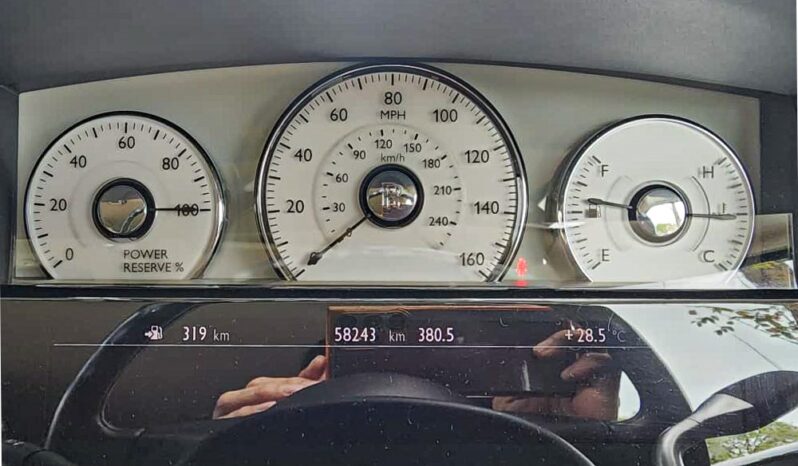 0 20 40 60 80 100
POWER
RESERVE %
20 40 60 80 100 120 140 160
MPH
30 60 90 120 150 180 210 240
km/h
RR
F H
E C
319 km 58243 km 380.5 +28.5 °C